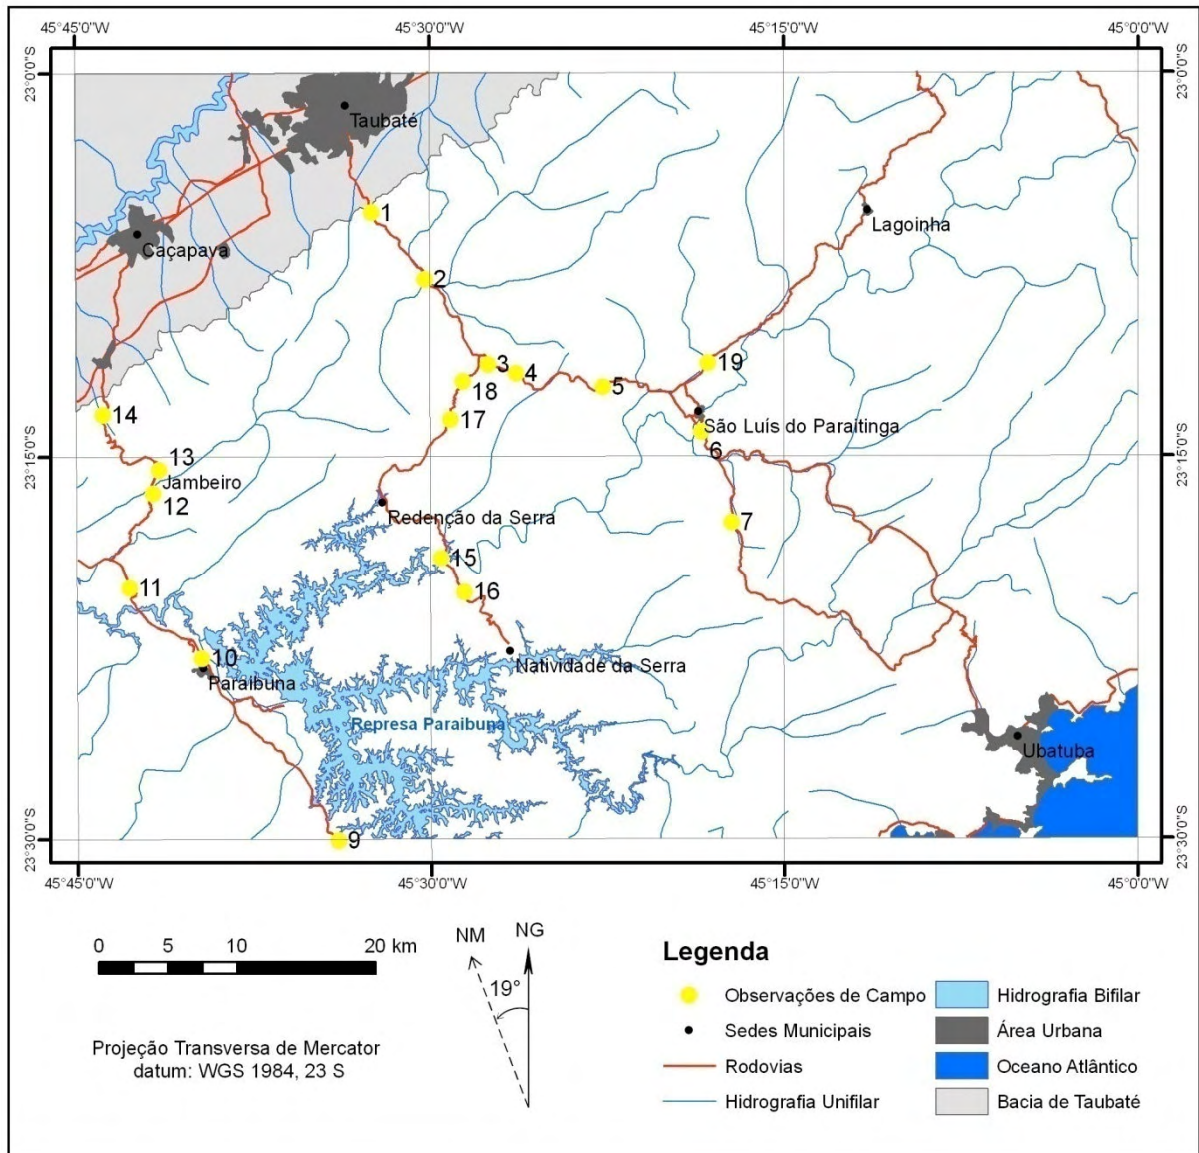 45°45'0"W
45°30'0"W
45°15'0"W
45°0'0"W
23°0'0"S
23°0'0"S
Taubaté
1
Lagoinha
Caçapava
2
3
4
5
19
18
17
14
São Luís do Paraitinga
6
23°15'0"S
23°15'0"S
13
Jambeiro
12
Redenção da Serra
7
15
16
11
10
Paraibuna
Natividade da Serra
Represa Paraibuna
Ubatuba
9
23°30'0"S
23°30'0"S
45°45'0"W
45°30'0"W
45°15'0"W
45°0'0"W
0 5 10 20 km
NM
NG
19°
Projeção Transversa de Mercator
datum: WGS 1984, 23 S
Legenda
Observações de Campo
Sedes Municipais
Rodovias
Hidrografia Unifilar
Hidrografia Bifilar
Área Urbana
Oceano Atlântico
Bacia de Taubaté